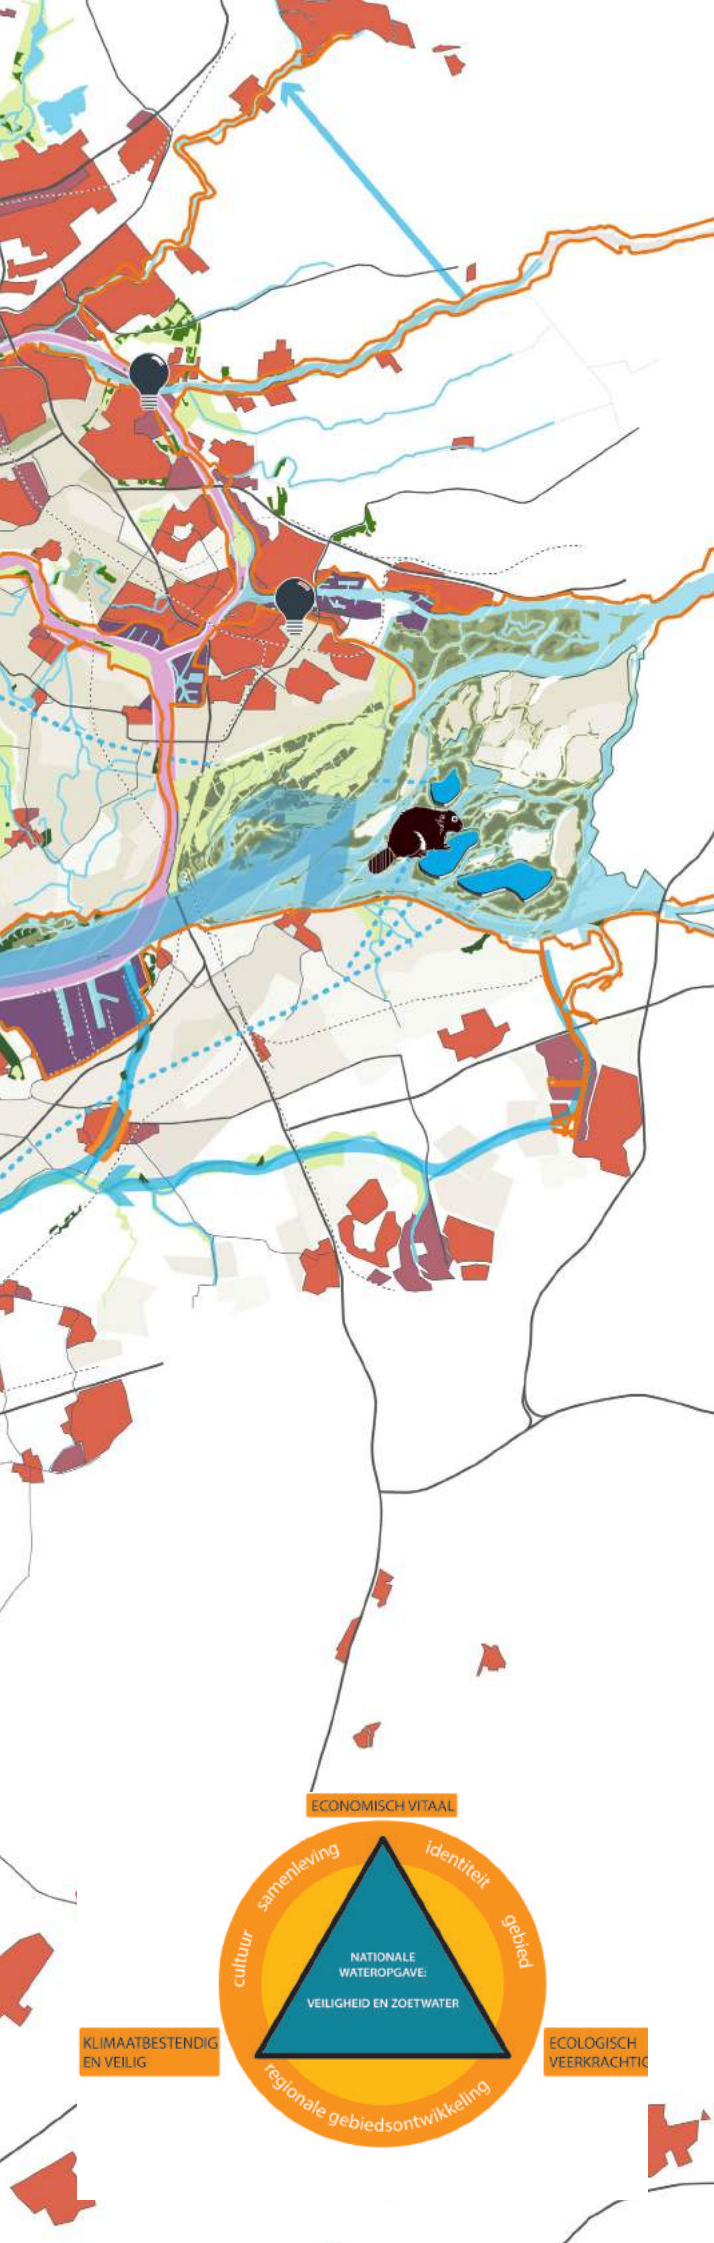 ECONOMISCH VITAAL
cultuur
samenleving
identiteit
gebied
NATIONALE
WATEROPGAVE:
VEILIGHEID EN ZOETWATER
KLIMAATBESTENDIG
EN VEILIG
ECOLOGISCH
VEERKRACHTIG
regionale gebiedsontwikkeling